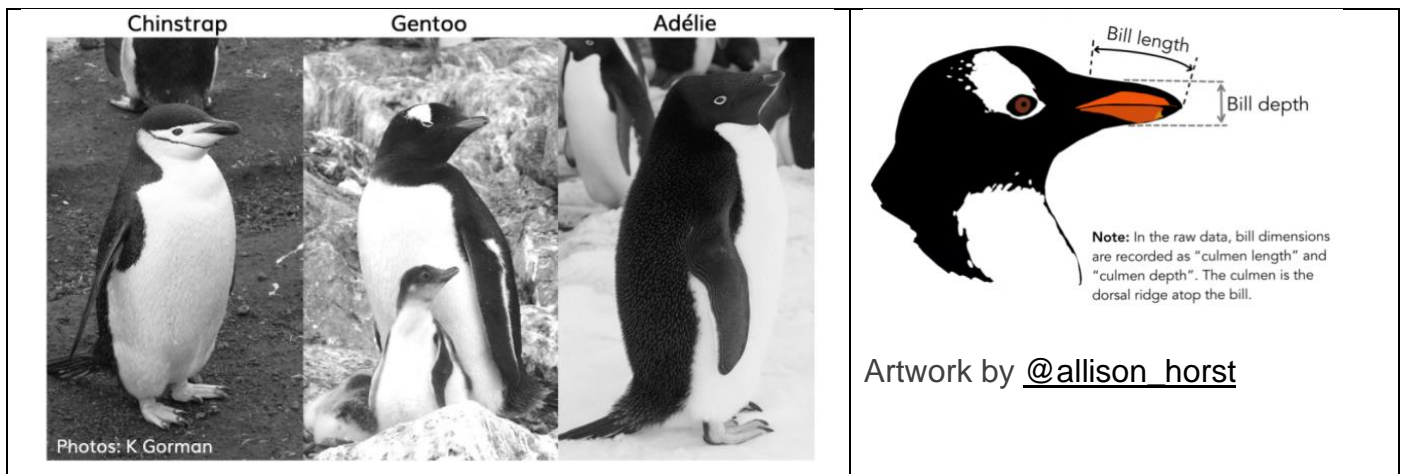 Chinstrap
Gentoo
Adélie
Photos: K Gorman
Bill length
Bill depth
Note: In the raw data, bill dimensions
are recorded as “culmen length” and
“culmen depth”. The culmen is the
dorsal ridge atop the bill.
Artwork by @allison_horst